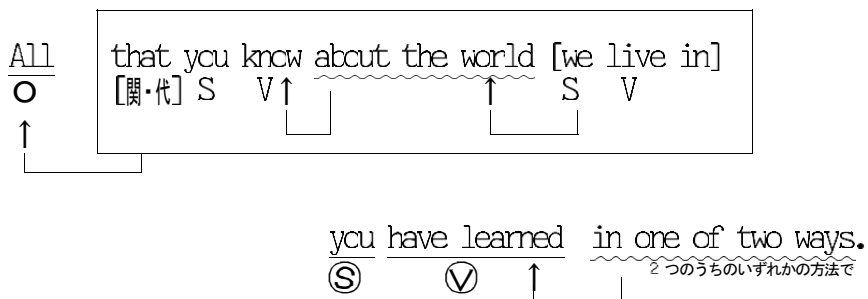 All that you know about the world [we live in]
O [関・代] S V↑ ↑ S V
↑
you have learned in one of two ways.
Ⓢ Ⓥ ↑ 2つのうちのいずれかの方法で